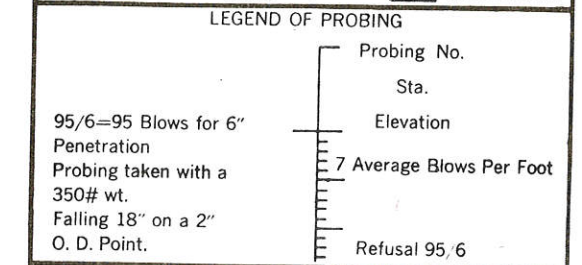 LEGEND OF PROBING
Probing No.
Sta.
Elevation
95/6=95 Blows for 6"
Penetration
Probing taken with a
350# wt.
Falling 18" on a 2"
O. D. Point.
7 Average Blows Per Foot
Refusal 95/6